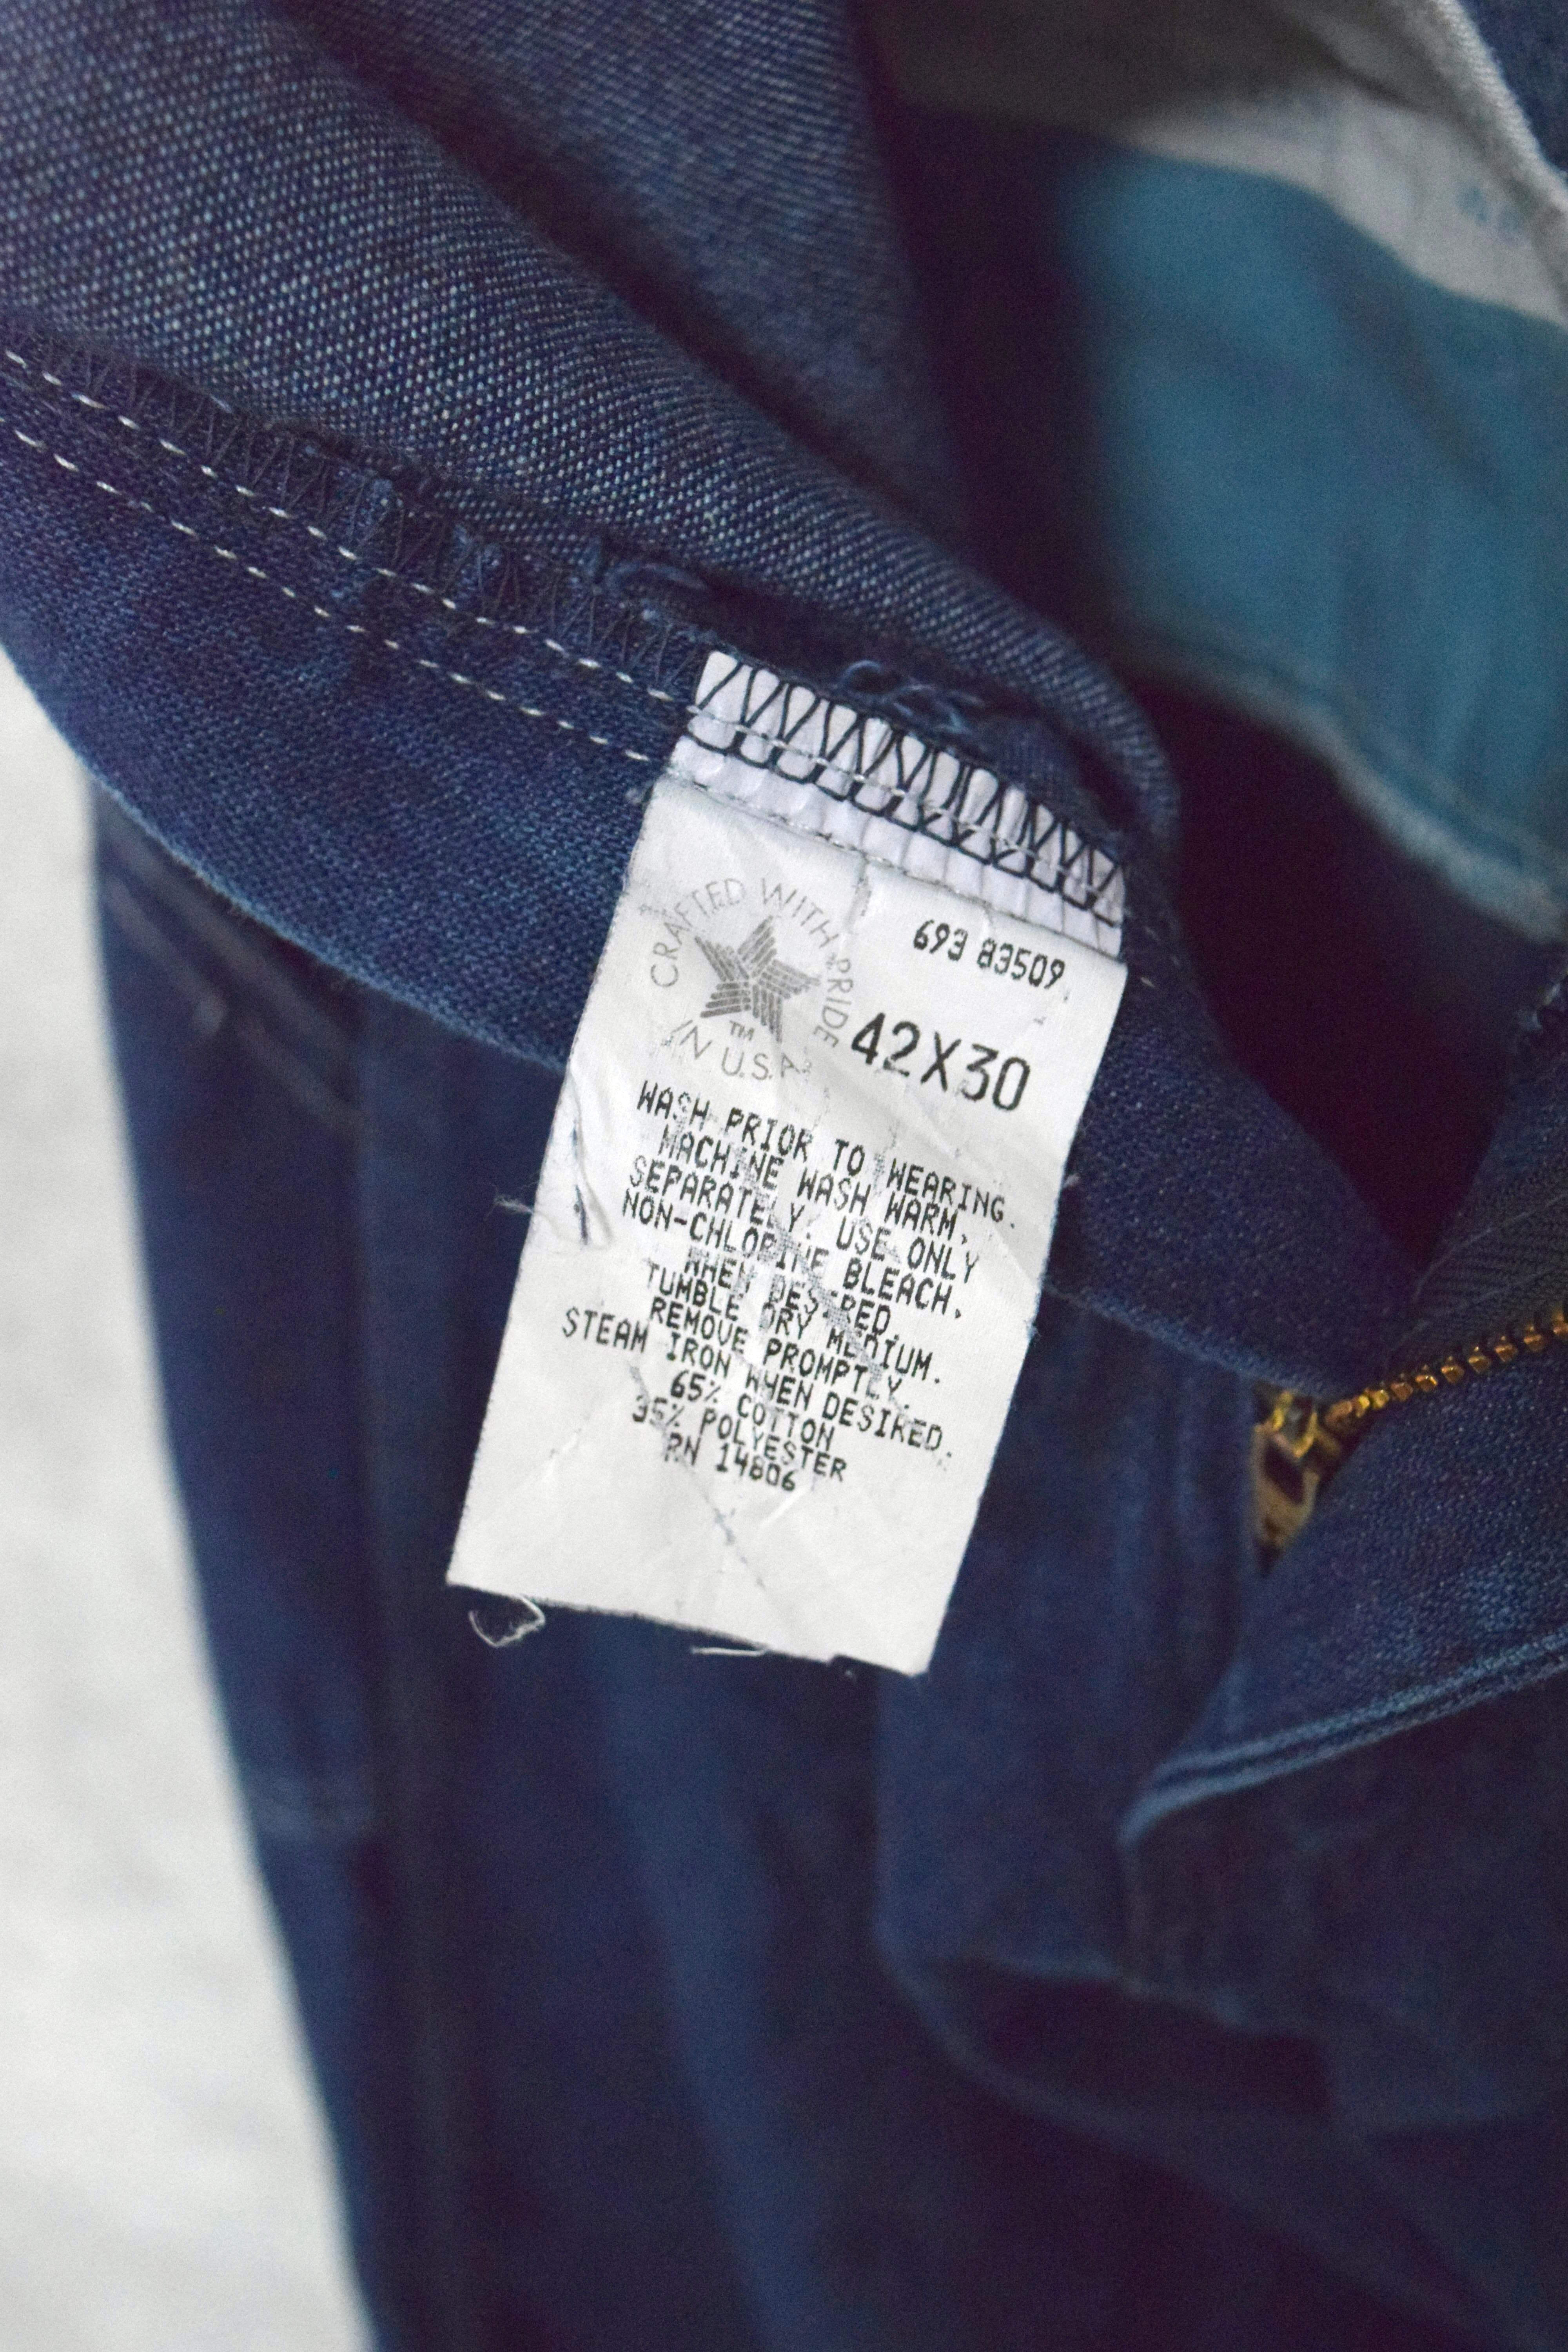 CRAFTED WITH PRIDE
IN U.S.A.
TM
693 83509
42X30
WASH PRIOR TO WEARING.
MACHINE WASH WARM,
SEPARATELY. USE ONLY
NON-CHLORINE BLEACH,
WHEN DESIRED.
TUMBLE DRY MEDIUM.
REMOVE PROMPTLY.
STEAM IRON WHEN DESIRED.
65% COTTON
35% POLYESTER
RN 14806